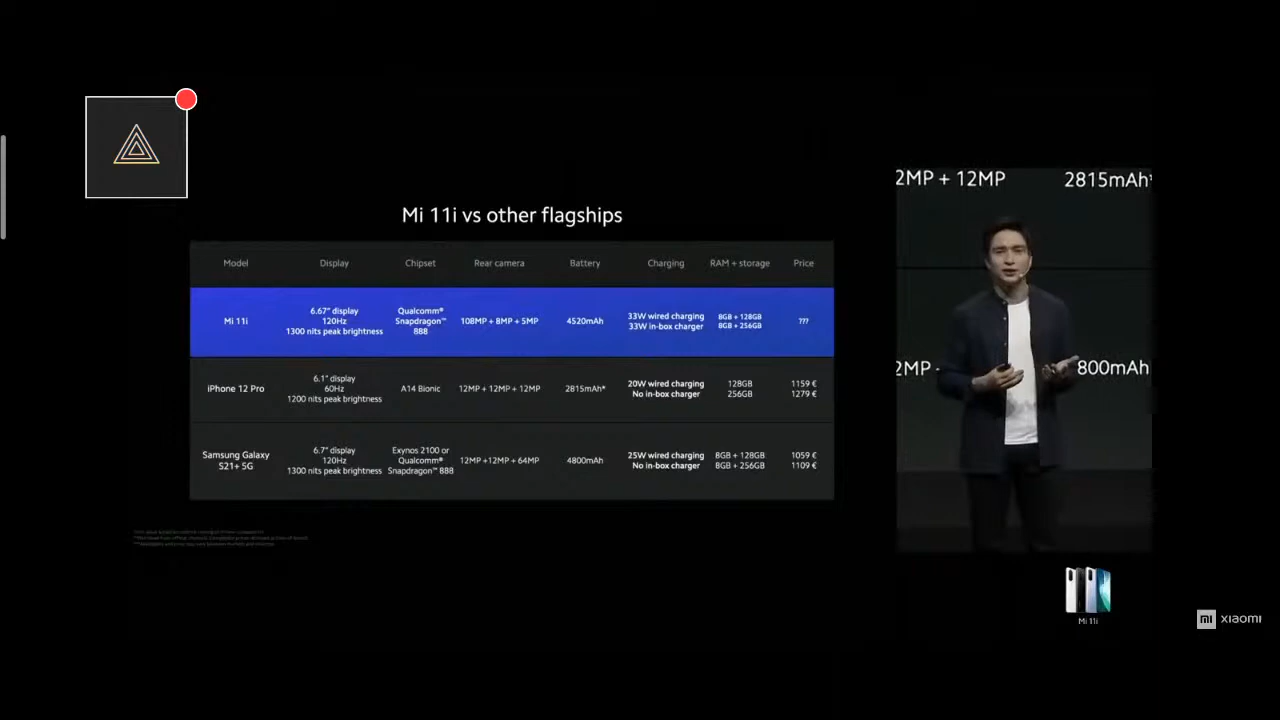 Mi 11i vs other flagships
Model Display Chipset Rear camera Battery Charging RAM + storage Price
Mi 11i
6.67" display
120Hz
1300 nits peak brightness
Qualcomm®
Snapdragon™
888
108MP + 8MP + 5MP
4520mAh
33W wired charging
33W in-box charger
8GB + 128GB
8GB + 256GB
???
iPhone 12 Pro
6.1" display
60Hz
1200 nits peak brightness
A14 Bionic
12MP + 12MP + 12MP
2815mAh*
20W wired charging
No in-box charger
128GB
256GB
1159 €
1279 €
Samsung Galaxy
S21+ 5G
6.7" display
120Hz
1300 nits peak brightness
Exynos 2100 or
Qualcomm®
Snapdragon™ 888
12MP +12MP + 64MP
4800mAh
25W wired charging
No in-box charger
8GB + 128GB
8GB + 256GB
1059 €
1109 €
2MP + 12MP 2815mAh*
2MP 800mAh
Mi 11i
mi xiaomi